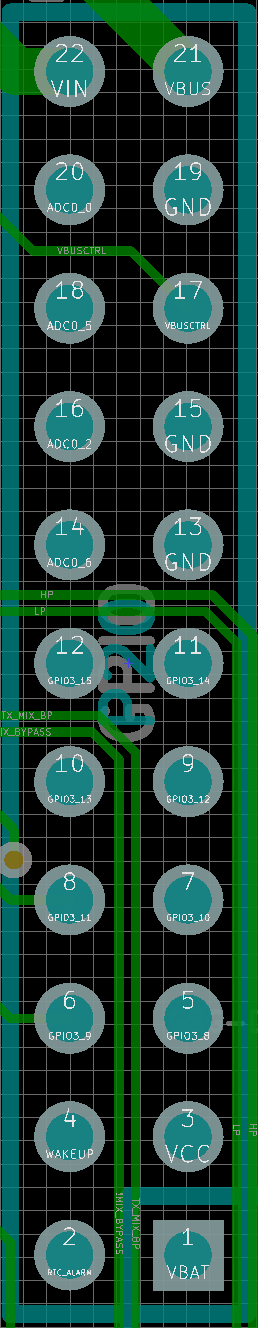 22 21
VIN VBUS
20 19
ADC0_0 GND
VBUSCTRL
18 17
ADC0_5 VBUSCTRL
16 15
ADC0_2 GND
14 13
ADC0_6 GND
HP
LP
GPIO
12 11
GPIO3_15 GPIO3_14
TX_MIX_BP
IX_BYPASS
10 9
GPIO3_13 GPIO3_12
8 7
GPIO3_11 GPIO3_10
6 5
GPIO3_9 GPIO3_8
4 3
WAKEUP VCC
LP
HP
1MIX_BYPASS
TX_MIX_BP
2 1
RTC_ALARM VBAT